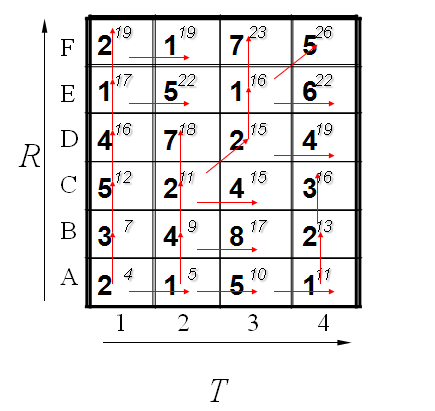 F 2 19 1 19 7 23 5 26
E 1 17 5 22 1 16 6 22
D 4 16 7 18 2 15 4 19
R
C 5 12 2 11 4 15 3 16
B 3 7 4 9 8 17 2 13
A 2 4 1 5 5 10 1 11
1 2 3 4
T